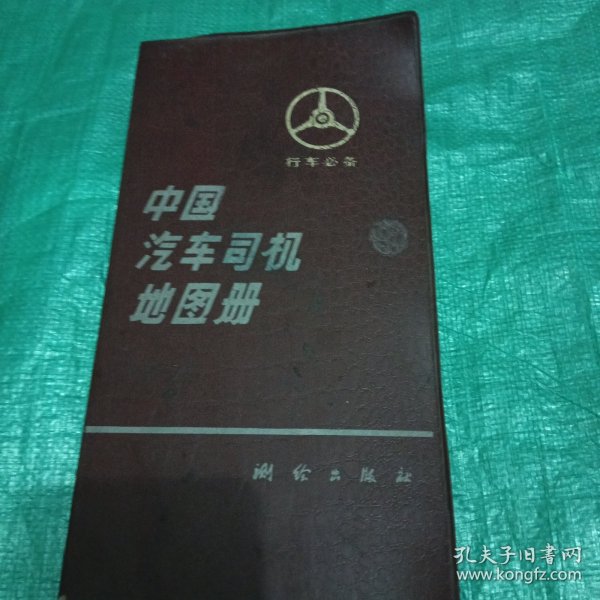 行车必备
中国
汽车司机
地图册
测绘出版社
孔夫子旧书网
www.kongfz.com